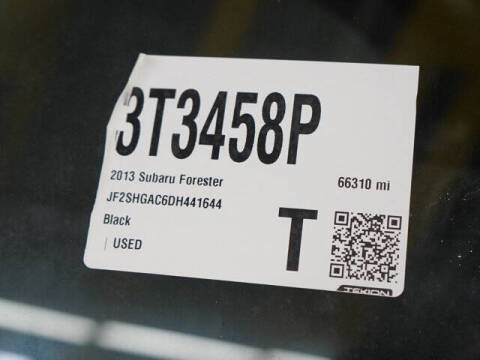 3T3458P
2013 Subaru Forester 66310 mi
JF2SHGAC6DH441644
Black
| USED T
TEKION